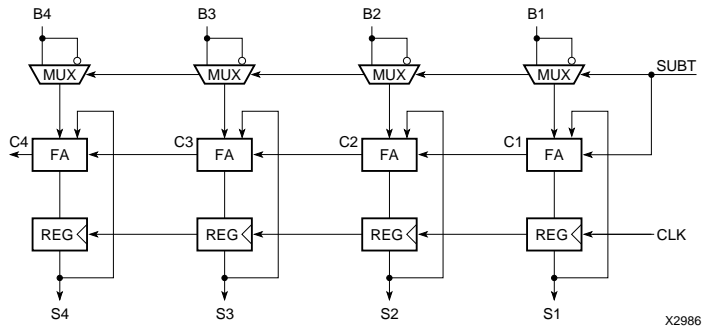 B4 B3 B2 B1
MUX MUX MUX MUX SUBT
C4 FA C3 FA C2 FA C1 FA
REG REG REG REG CLK
S4 S3 S2 S1
X2986